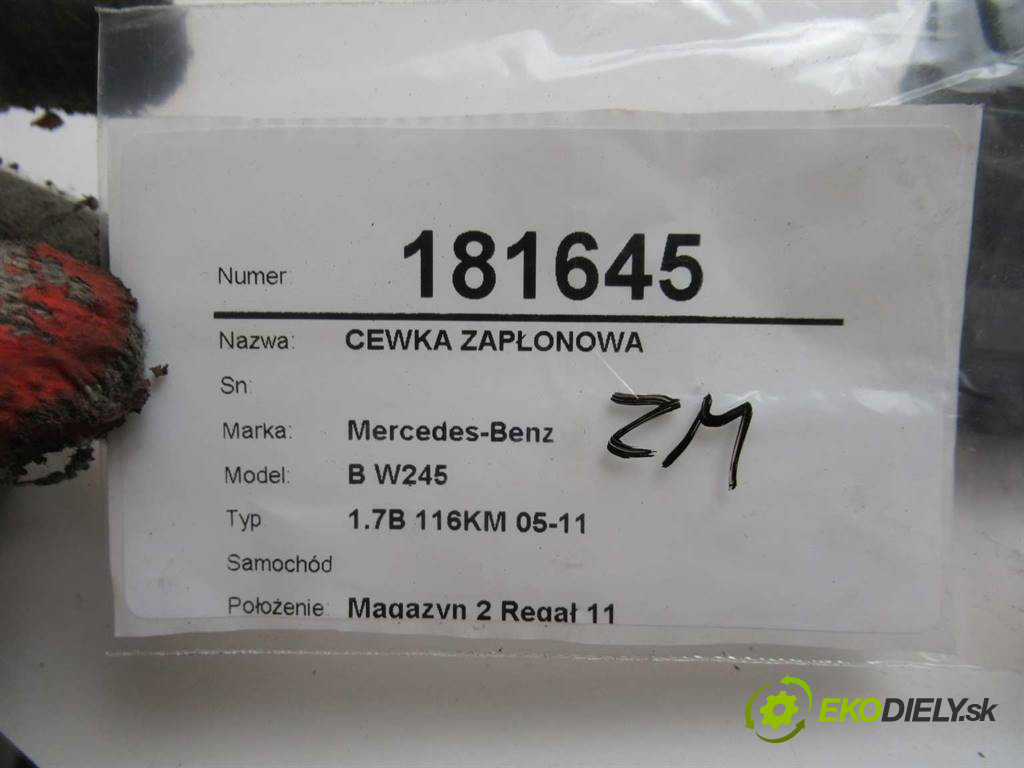 Numer 181645
Nazwa: CEWKA ZAPŁONOWA
Sn:
Marka: Mercedes-Benz
ZM
Model: B W245
Typ 1.7B 116KM 05-11
Samochód
Położenie: Magazyn 2 Regał 11
EKODIELY.sk